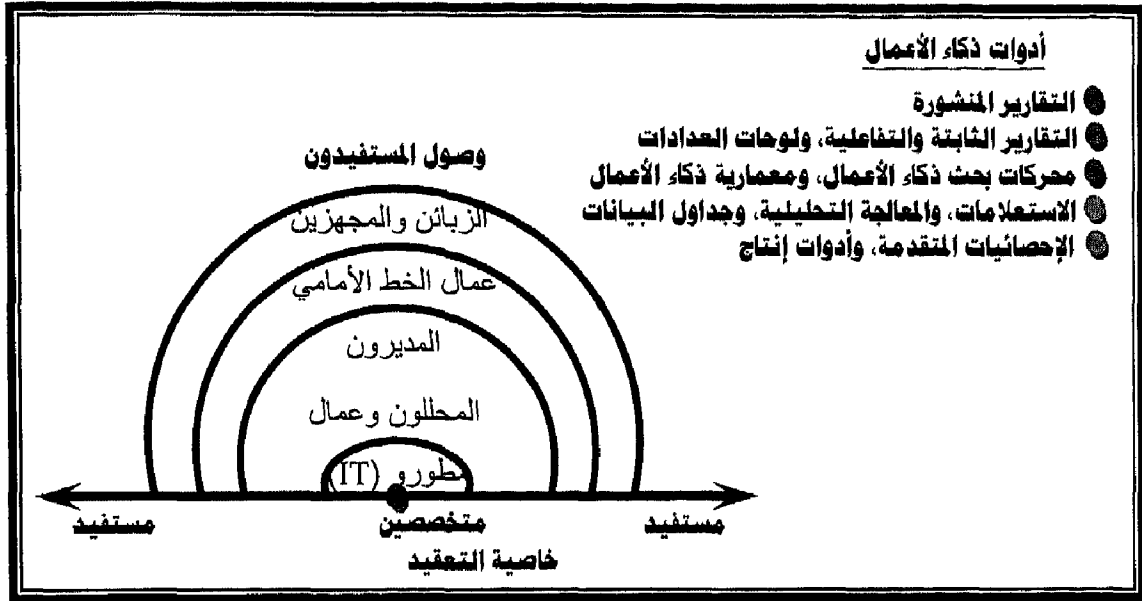 أدوات ذكاء الأعمال
التقارير المنشورة
التقارير الثابتة والتفاعلية، ولوحات العدادات
محركات بحث ذكاء الأعمال، ومعمارية ذكاء الأعمال
الاستعلامات، والمعالجة التحليلية، وجداول البيانات
الإحصائيات المتقدمة، وأدوات إنتاج
وصول المستفيدون
الزبائن والمجهزين
عمال الخط الأمامي
المديرون
المحللون وعمال
مطورو (IT)
مستفيد متخصصين مستفيد
خاصية التعقيد